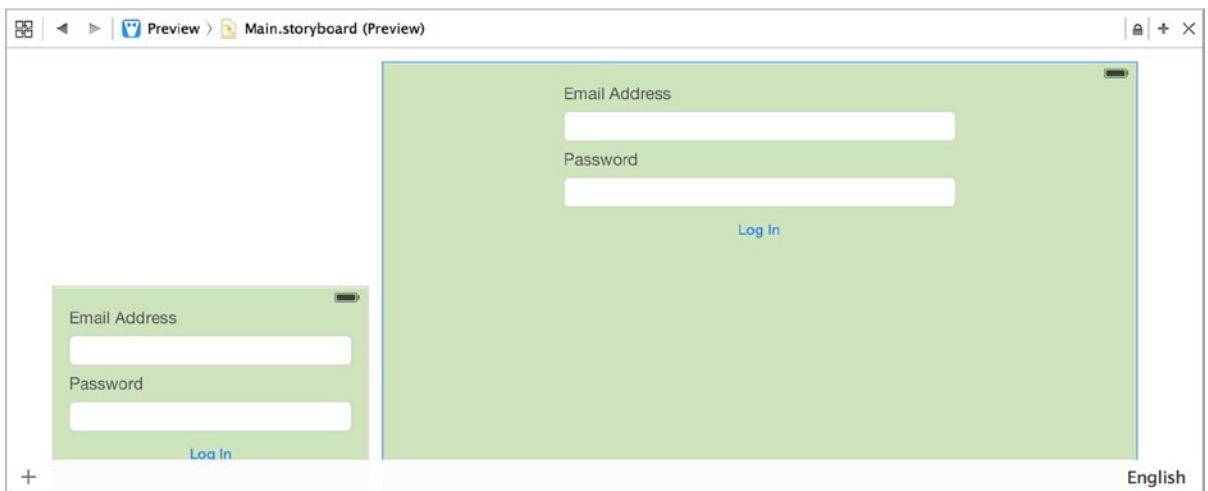 Preview 〉 Main.storyboard (Preview)
Email Address
Password
Log In
Email Address
Password
Log In
English